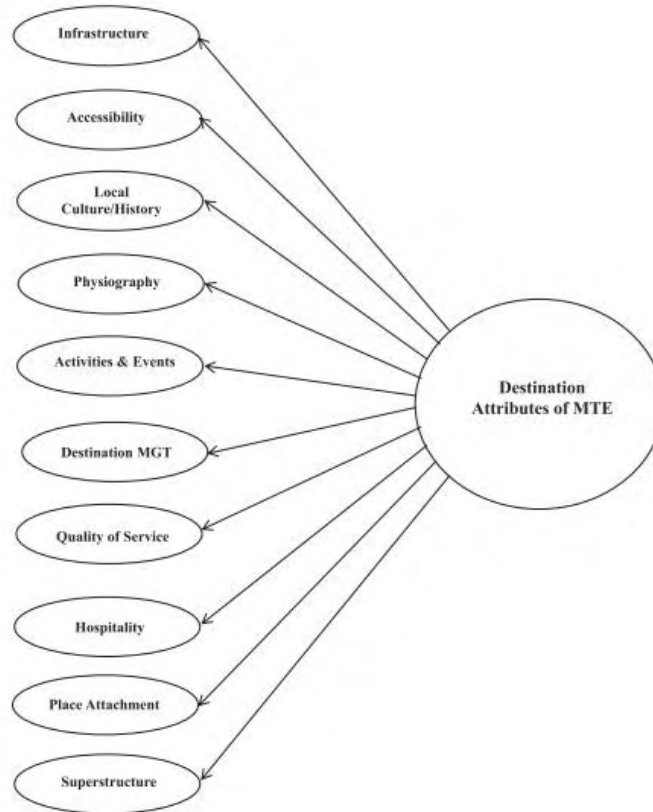 Infrastructure
Accessibility
Local
Culture/History
Physiography
Activities & Events
Destination MGT
Quality of Service
Hospitality
Place Attachment
Superstructure
Destination
Attributes of MTE